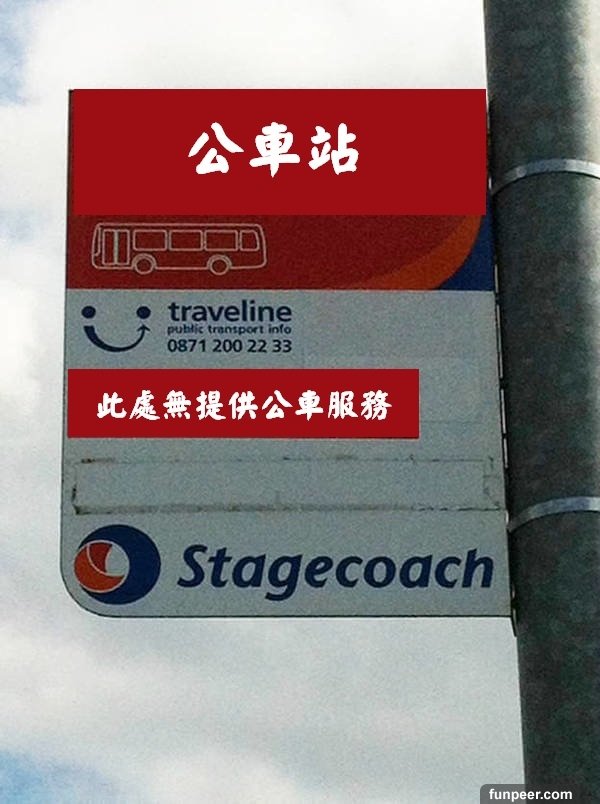 公車站
traveline
public transport info
0871 200 22 33
此處無提供公車服務
Stagecoach
funpeer.com